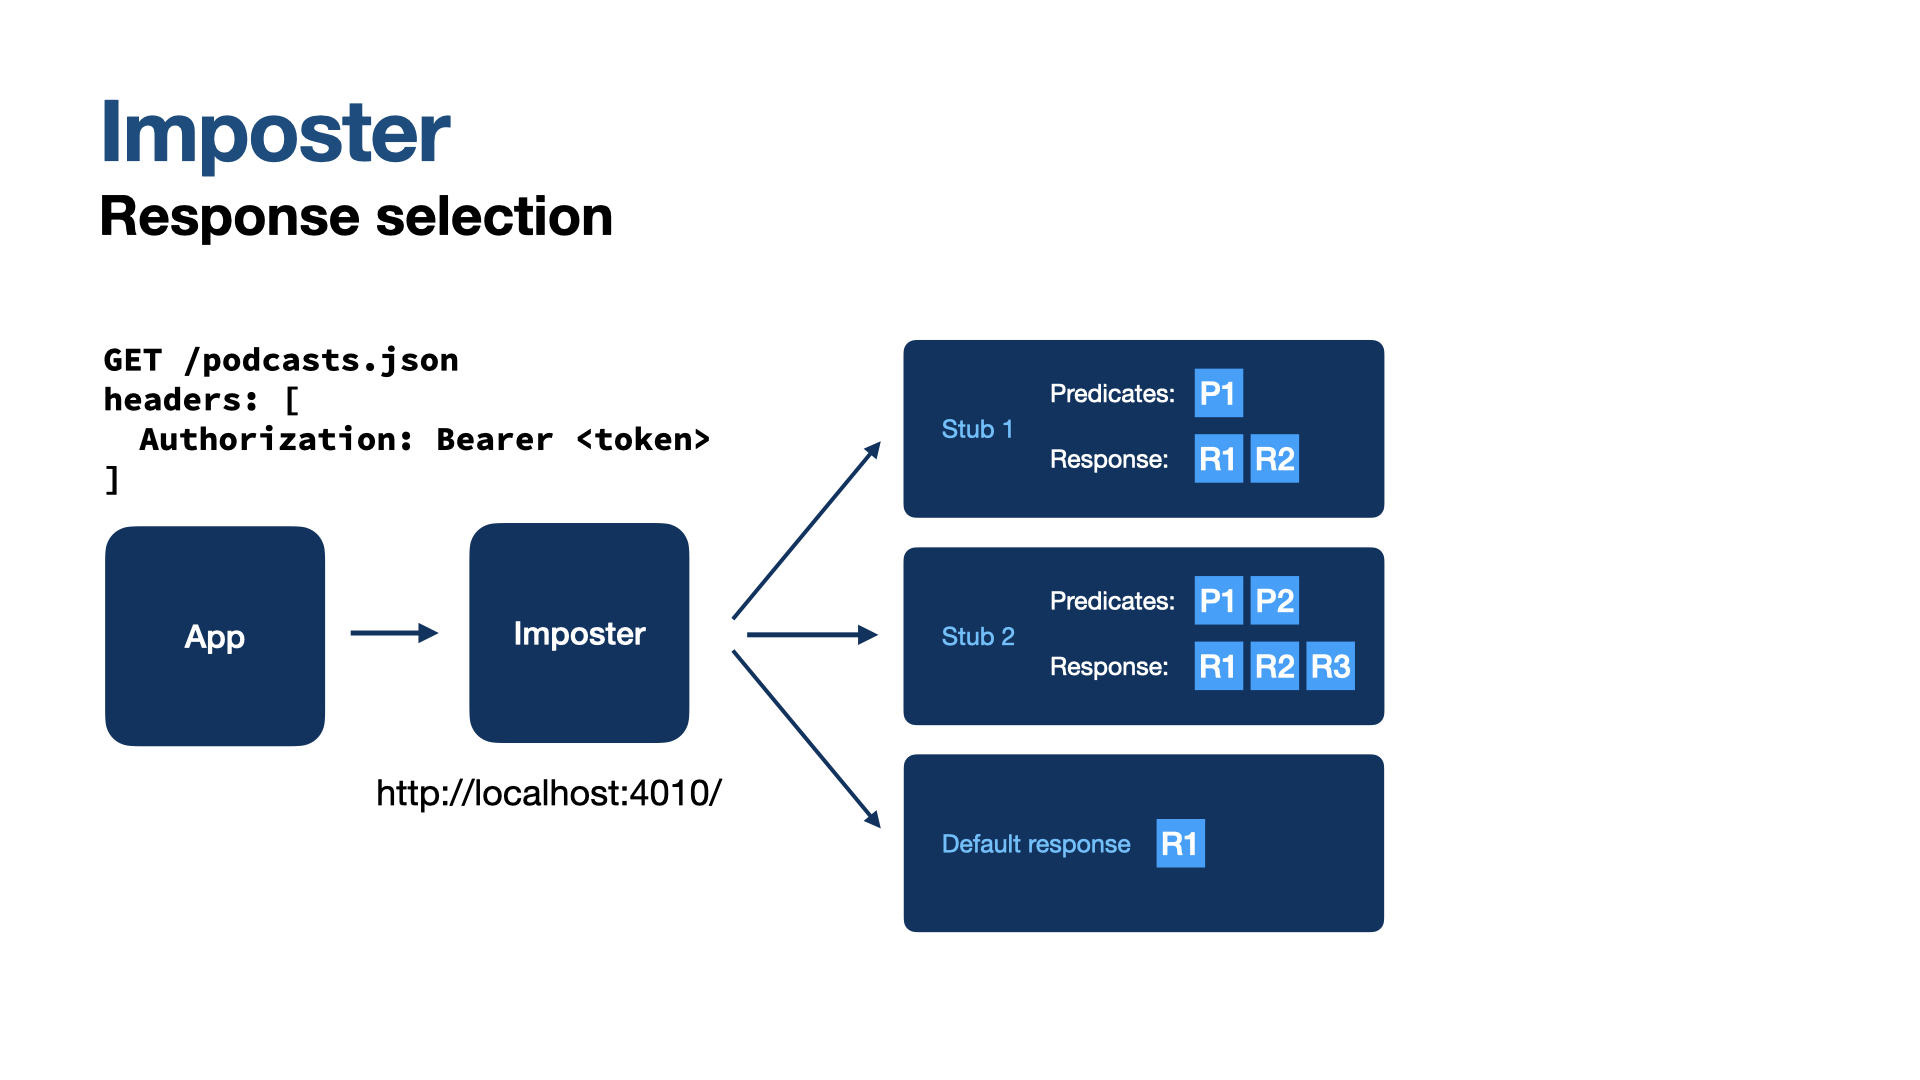 Imposter
Response selection
GET /podcasts.json
headers: [
  Authorization: Bearer <token>
]
App
Imposter
http://localhost:4010/
Stub 1
Predicates: P1
Response: R1 R2
Stub 2
Predicates: P1 P2
Response: R1 R2 R3
Default response R1